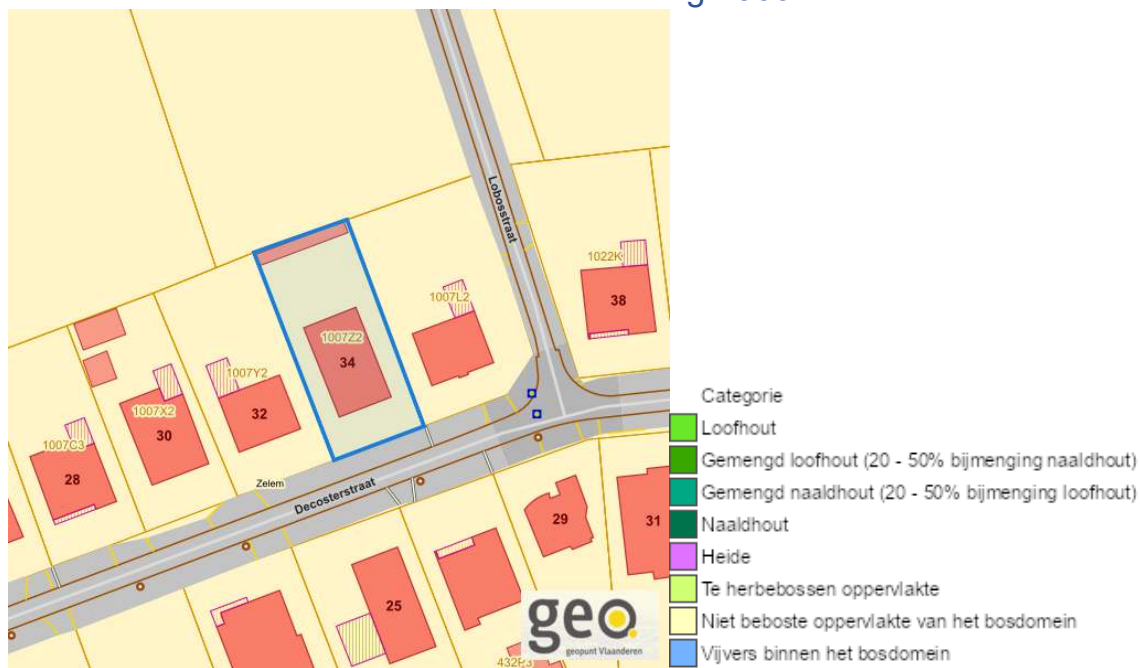 Lobosstraat
1022K
38
1007L2
1007Z2
34
1007Y2
32
1007X2
30
1007C3
28
Zelem
Decosterstraat
29
31
25
geo.
geopunt Vlaanderen
Categorie
Loofhout
Gemengd loofhout (20 - 50% bijmenging naaldhout)
Gemengd naaldhout (20 - 50% bijmenging loofhout)
Naaldhout
Heide
Te herbebossen oppervlakte
Niet beboste oppervlakte van het bosdomein
Vijvers binnen het bosdomein